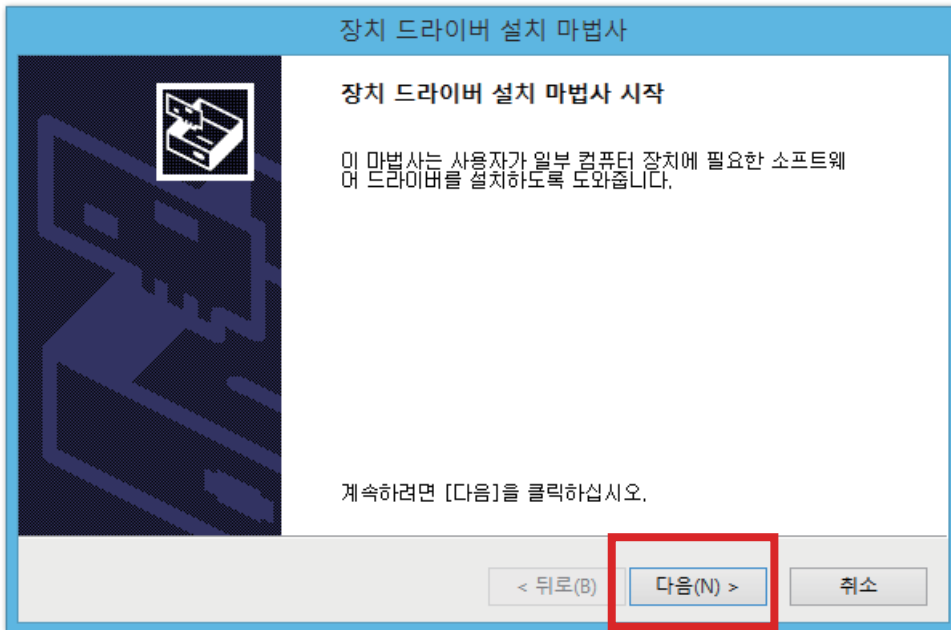 장치 드라이버 설치 마법사
장치 드라이버 설치 마법사 시작
이 마법사는 사용자가 일부 컴퓨터 장치에 필요한 소프트웨
어 드라이버를 설치하도록 도와줍니다.
계속하려면 [다음]을 클릭하십시오.
< 뒤로(B) 다음(N) > 취소